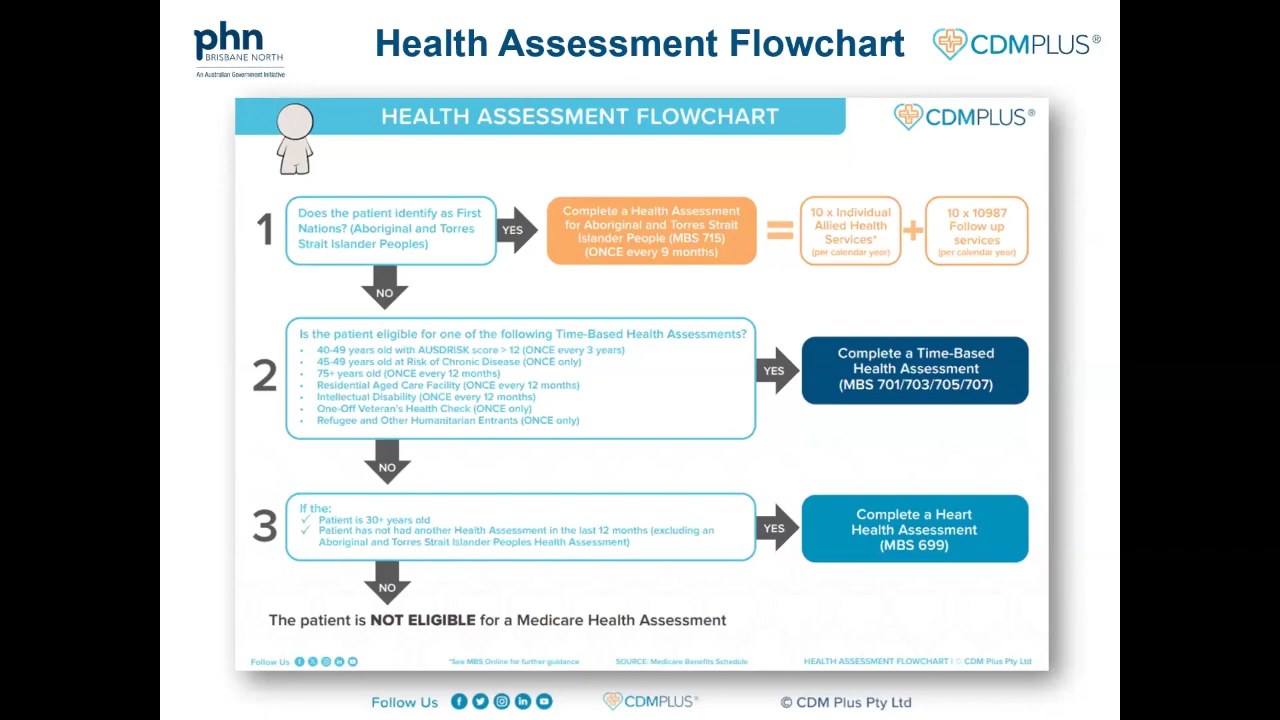 phn
BRISBANE NORTH
An Australian Government Initiative
Health Assessment Flowchart
CDMPLUS®
HEALTH ASSESSMENT FLOWCHART
CDMPLUS®
1
Does the patient identify as First
Nations? (Aboriginal and Torres
Strait Islander Peoples)
YES
Complete a Health Assessment
for Aboriginal and Torres Strait
Islander People (MBS 715)
(ONCE every 9 months)
=
10 x Individual
Allied Health
Services*
(per calendar year)
+
10 x 10987
Follow up
services
(per calendar year)
NO
2
Is the patient eligible for one of the following Time-Based Health Assessments?
• 40-49 years old with AUSDRISK score > 12 (ONCE every 3 years)
• 45-49 years old at Risk of Chronic Disease (ONCE only)
• 75+ years old (ONCE every 12 months)
• Residential Aged Care Facility (ONCE every 12 months)
• Intellectual Disability (ONCE every 12 months)
• One-Off Veteran's Health Check (ONCE only)
• Refugee and Other Humanitarian Entrants (ONCE only)
YES
Complete a Time-Based
Health Assessment
(MBS 701/703/705/707)
NO
3
If the:
✓ Patient is 30+ years old
✓ Patient has not had another Health Assessment in the last 12 months (excluding an
Aboriginal and Torres Strait Islander Peoples Health Assessment)
YES
Complete a Heart
Health Assessment
(MBS 699)
NO
The patient is NOT ELIGIBLE for a Medicare Health Assessment
Follow Us
*See MBS Online for further guidance
SOURCE: Medicare Benefits Schedule
HEALTH ASSESSMENT FLOWCHART I © CDM Plus Pty Ltd
Follow Us
CDMPLUS®
© CDM Plus Pty Ltd